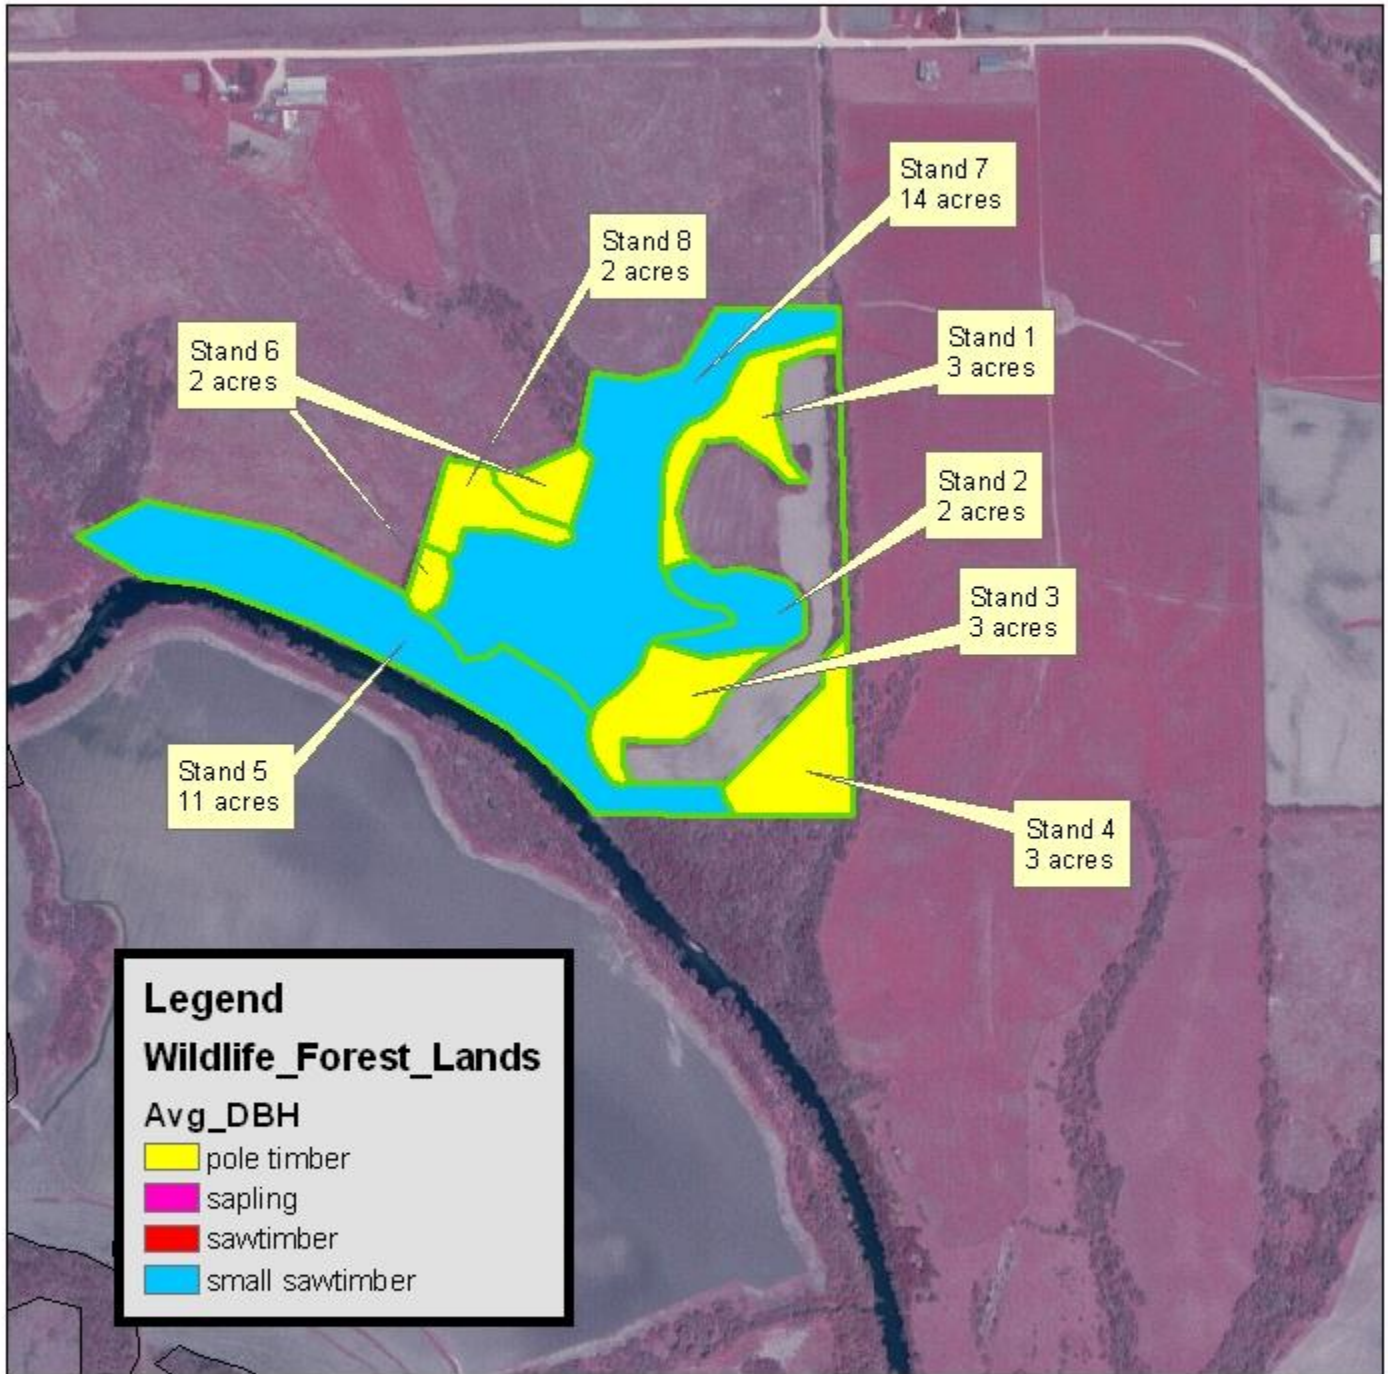 Stand 7
14 acres
Stand 8
2 acres
Stand 1
3 acres
Stand 6
2 acres
Stand 2
2 acres
Stand 3
3 acres
Stand 5
11 acres
Stand 4
3 acres
Legend
Wildlife_Forest_Lands
Avg_DBH
pole timber
sapling
sawtimber
small sawtimber